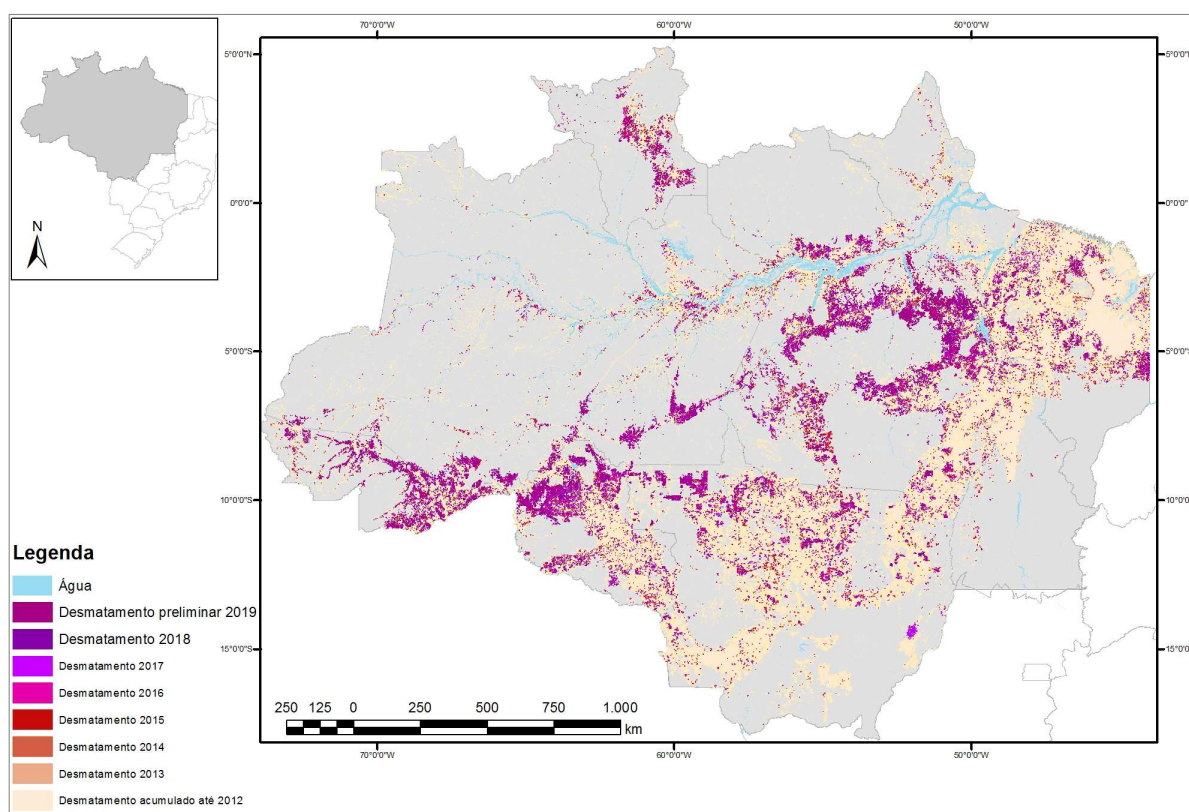 70°0'0"W
60°0'0"W
50°0'0"W
5°0'0"N
5°0'0"N
N
0°0'0"
0°0'0"
5°0'0"S
5°0'0"S
10°0'0"S
10°0'0"S
15°0'0"S
15°0'0"S
Legenda
Água
Desmatamento preliminar 2019
Desmatamento 2018
Desmatamento 2017
Desmatamento 2016
Desmatamento 2015
Desmatamento 2014
Desmatamento 2013
Desmatamento acumulado até 2012
250 125 0 250 500 750 1.000
km
70°0'0"W
60°0'0"W
50°0'0"W